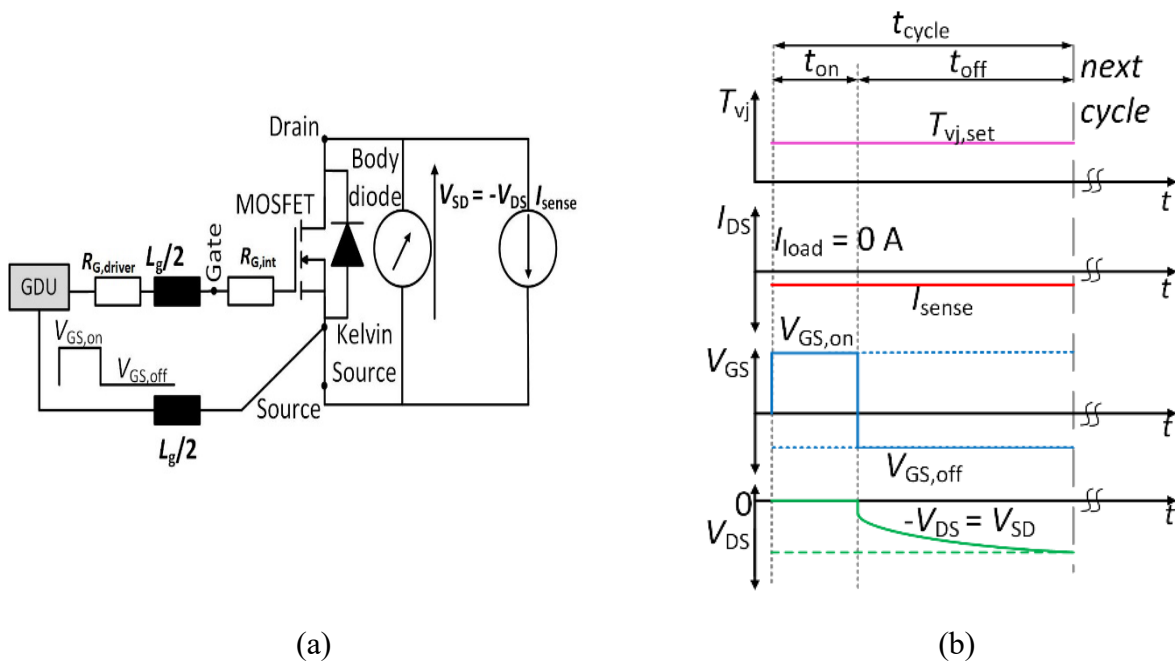 Drain
Body
diode
MOSFET
V_SD = -V_DS
I_sense
Gate
R_G,driver
L_g/2
R_G,int
GDU
V_GS,on
V_GS,off
Kelvin
Source
Source
L_g/2
(a)
t_cycle
t_on
t_off
next
cycle
T_vj
T_vj,set
t
I_DS
I_load = 0 A
t
I_sense
V_GS,on
V_GS
t
V_GS,off
0
t
V_DS
-V_DS = V_SD
(b)